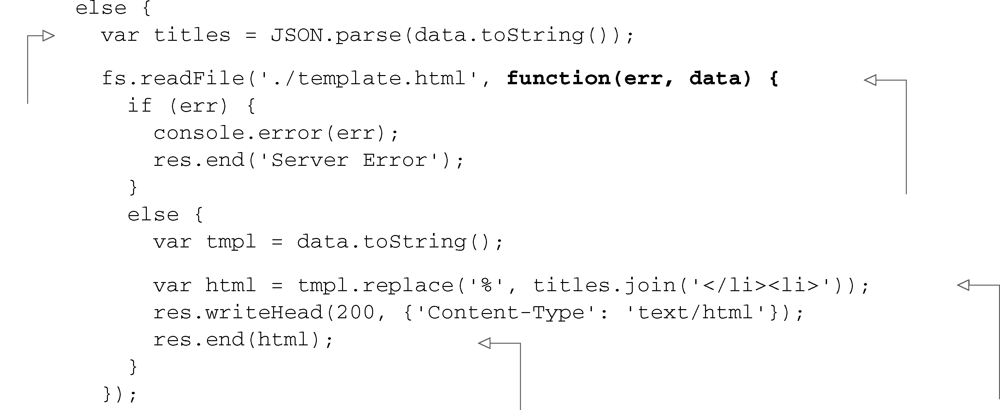 else {
var titles = JSON.parse(data.toString());
fs.readFile('./template.html', function(err, data) {
if (err) {
console.error(err);
res.end('Server Error');
}
else {
var tmpl = data.toString();
var html = tmpl.replace('%', titles.join('</li><li>'));
res.writeHead(200, {'Content-Type': 'text/html'});
res.end(html);
}
});